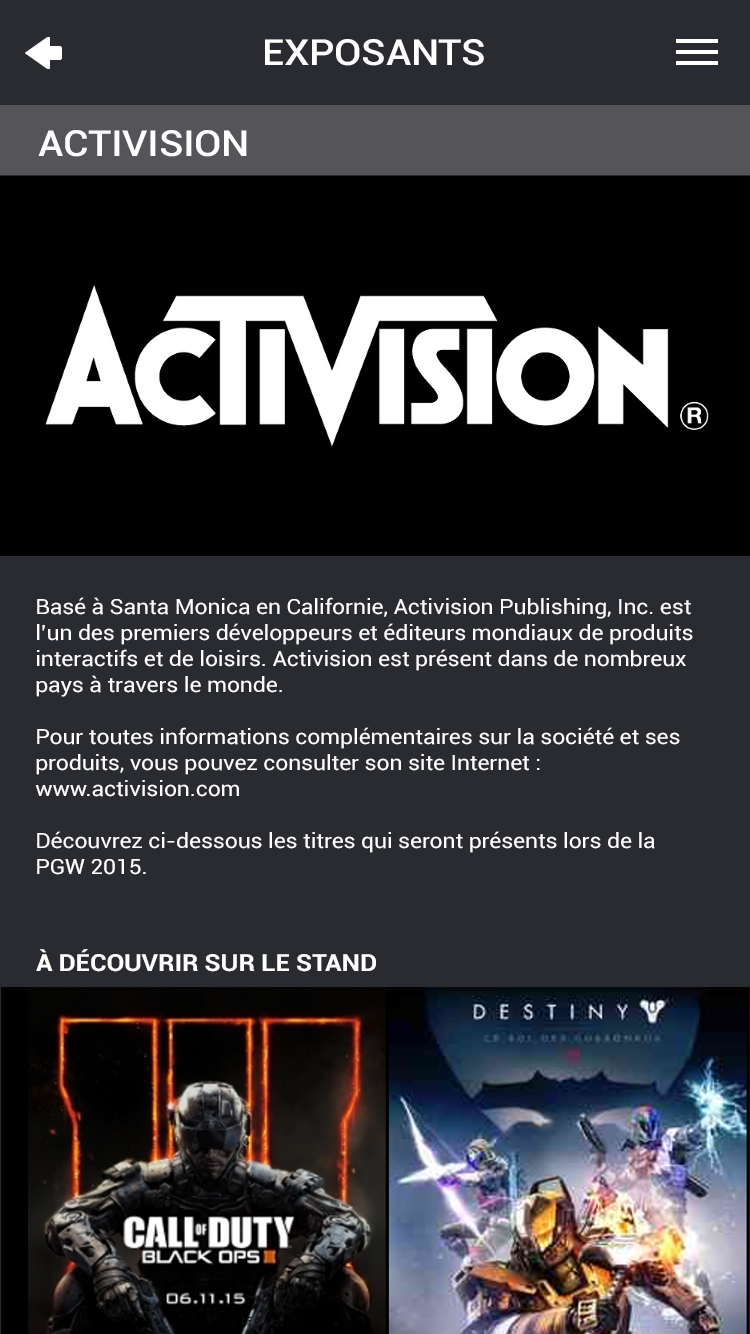 EXPOSANTS
ACTIVISION
ACTIVISION ®
Basé à Santa Monica en Californie, Activision Publishing, Inc. est
l'un des premiers développeurs et éditeurs mondiaux de produits
interactifs et de loisirs. Activision est présent dans de nombreux
pays à travers le monde.
Pour toutes informations complémentaires sur la société et ses
produits, vous pouvez consulter son site Internet :
www.activision.com
Découvrez ci-dessous les titres qui seront présents lors de la
PGW 2015.
À DÉCOUVRIR SUR LE STAND
CALL OF DUTY
BLACK OPS III
06.11.15
DESTINY
LE ROI DES CORROMPUS